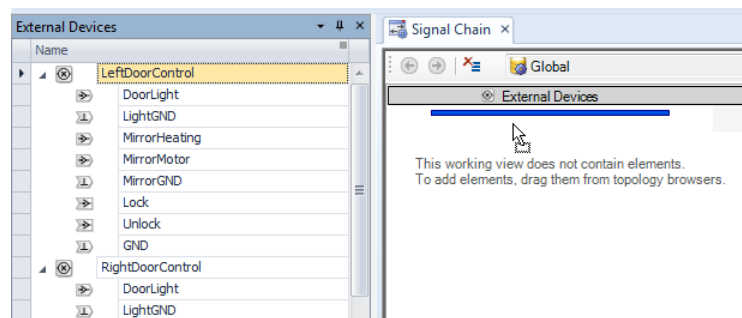 External Devices
Name
LeftDoorControl
DoorLight
LightGND
MirrorHeating
MirrorMotor
MirrorGND
Lock
Unlock
GND
RightDoorControl
DoorLight
LightGND
Signal Chain
Global
External Devices
This working view does not contain elements.
To add elements, drag them from topology browsers.